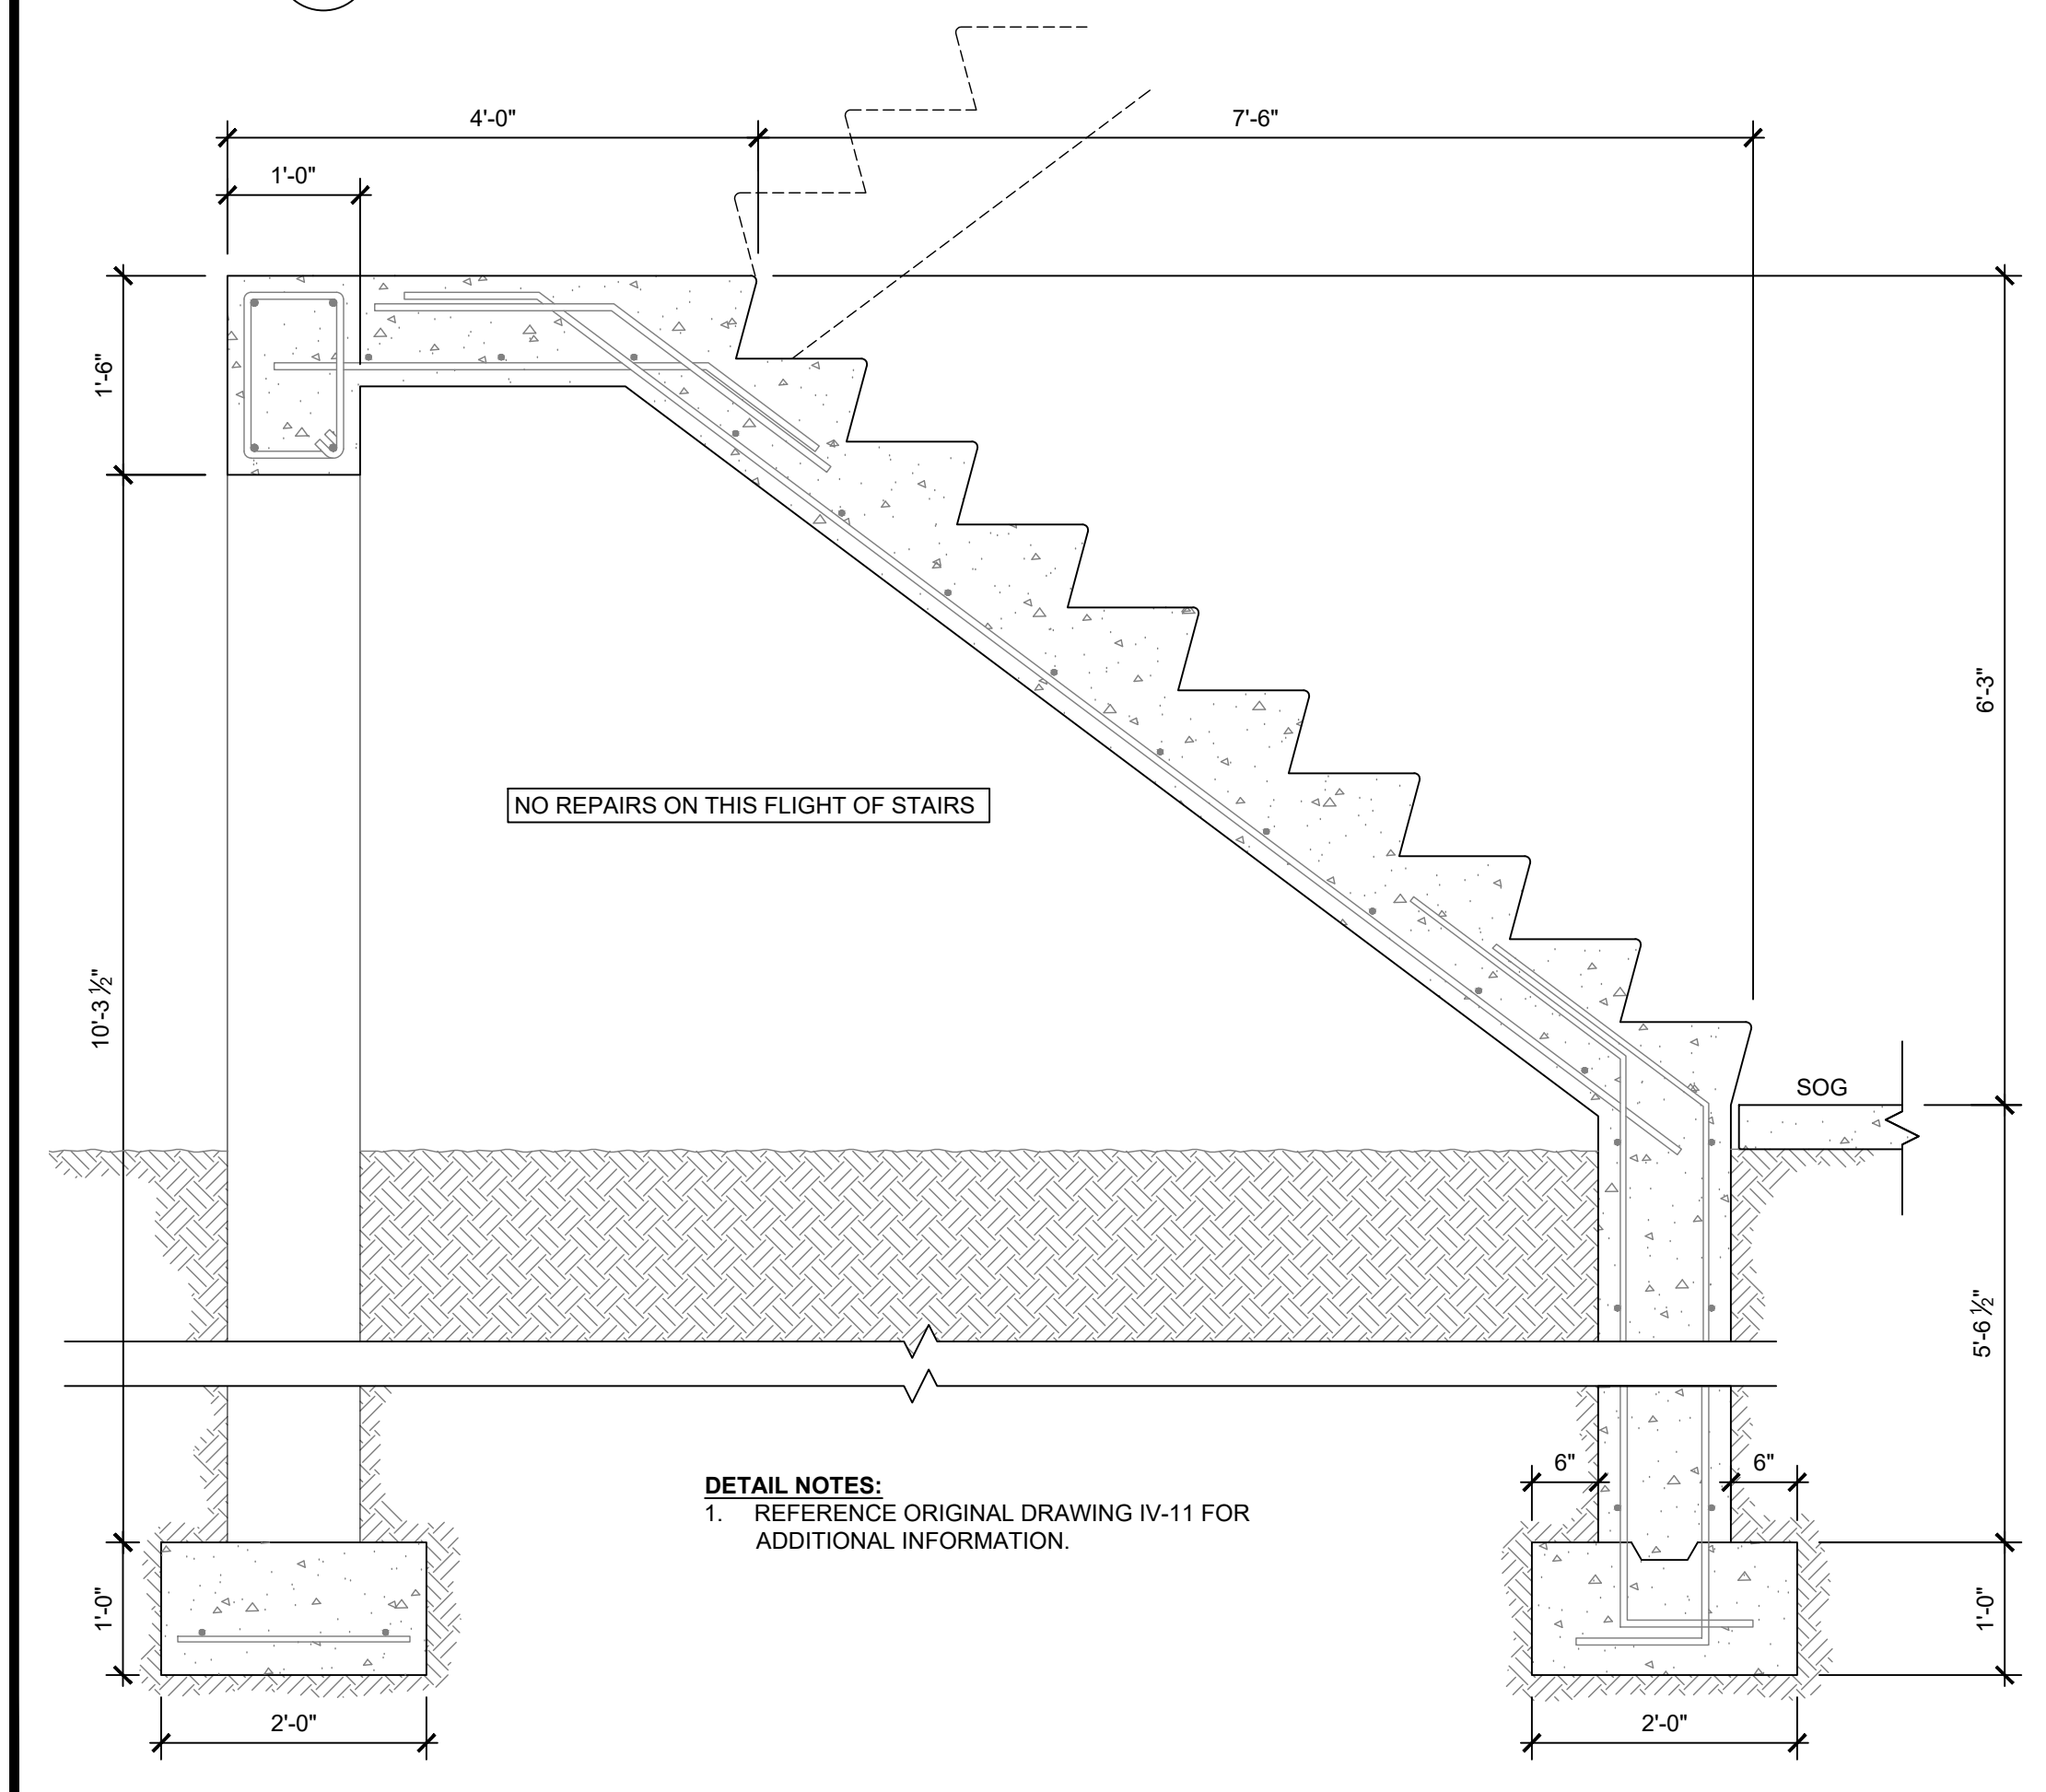 4'-0"
7'-6"
1'-0"
1'-6"
6'-3"
NO REPAIRS ON THIS FLIGHT OF STAIRS
10'-3 ½"
SOG
5'-6 ½"
6"
6"
DETAIL NOTES:
1. REFERENCE ORIGINAL DRAWING IV-11 FOR
ADDITIONAL INFORMATION.
1'-0"
1'-0"
2'-0"
2'-0"